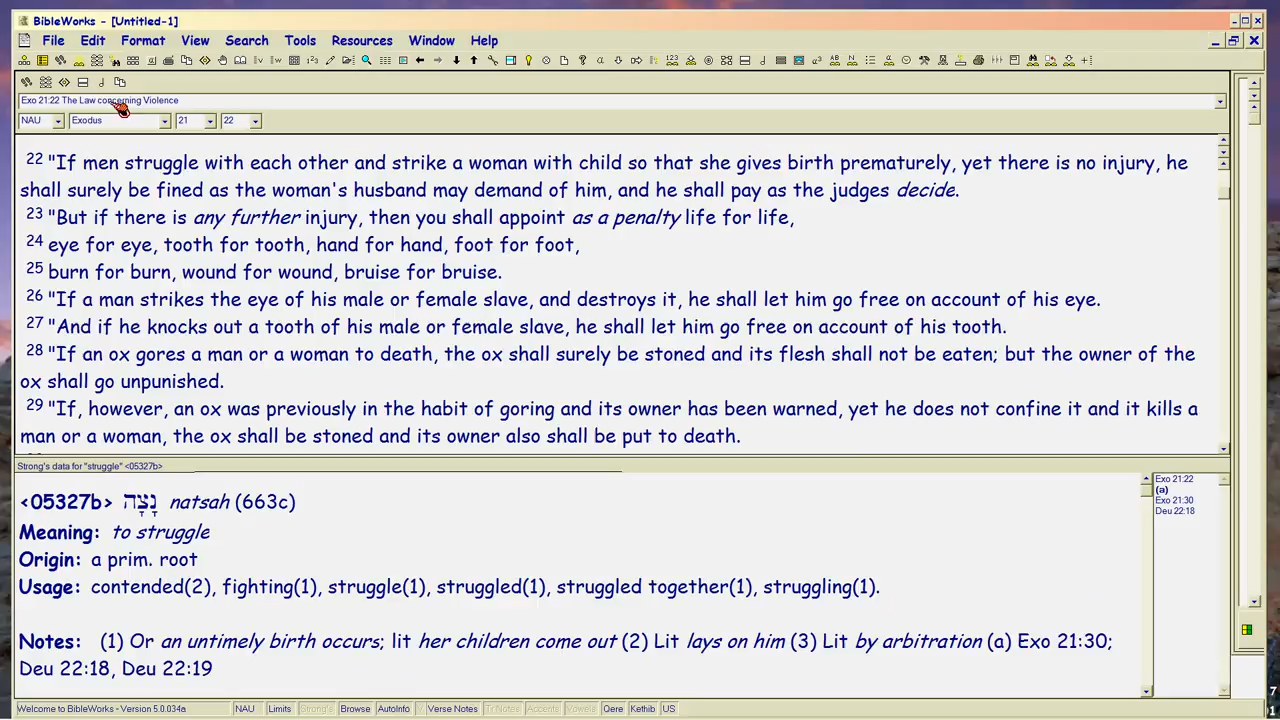 BibleWorks - [Untitled-1]
File Edit Format View Search Tools Resources Window Help
Exo 21:22 The Law concerning Violence
NAU Exodus 21 22
22 "If men struggle with each other and strike a woman with child so that she gives birth prematurely, yet there is no injury, he
shall surely be fined as the woman's husband may demand of him, and he shall pay as the judges decide.
23 "But if there is any further injury, then you shall appoint as a penalty life for life,
24 eye for eye, tooth for tooth, hand for hand, foot for foot,
25 burn for burn, wound for wound, bruise for bruise.
26 "If a man strikes the eye of his male or female slave, and destroys it, he shall let him go free on account of his eye.
27 "And if he knocks out a tooth of his male or female slave, he shall let him go free on account of his tooth.
28 "If an ox gores a man or a woman to death, the ox shall surely be stoned and its flesh shall not be eaten; but the owner of the
ox shall go unpunished.
29 "If, however, an ox was previously in the habit of goring and its owner has been warned, yet he does not confine it and it kills a
man or a woman, the ox shall be stoned and its owner also shall be put to death.
Strong's data for "struggle" <05327b>
<05327b> נָצָה natsah (663c)
Meaning: to struggle
Origin: a prim. root
Usage: contended(2), fighting(1), struggle(1), struggled(1), struggled together(1), struggling(1).
Notes: (1) Or an untimely birth occurs; lit her children come out (2) Lit lays on him (3) Lit by arbitration (a) Exo 21:30;
Deu 22:18, Deu 22:19
Exo 21:22
(a)
Exo 21:30
Deu 22:18
Welcome to BibleWorks - Version 5.0.034a NAU Limits Strong's Browse AutoInfo Verse Notes Tr Notes Accents Vowels Qere Kethib US
7
1